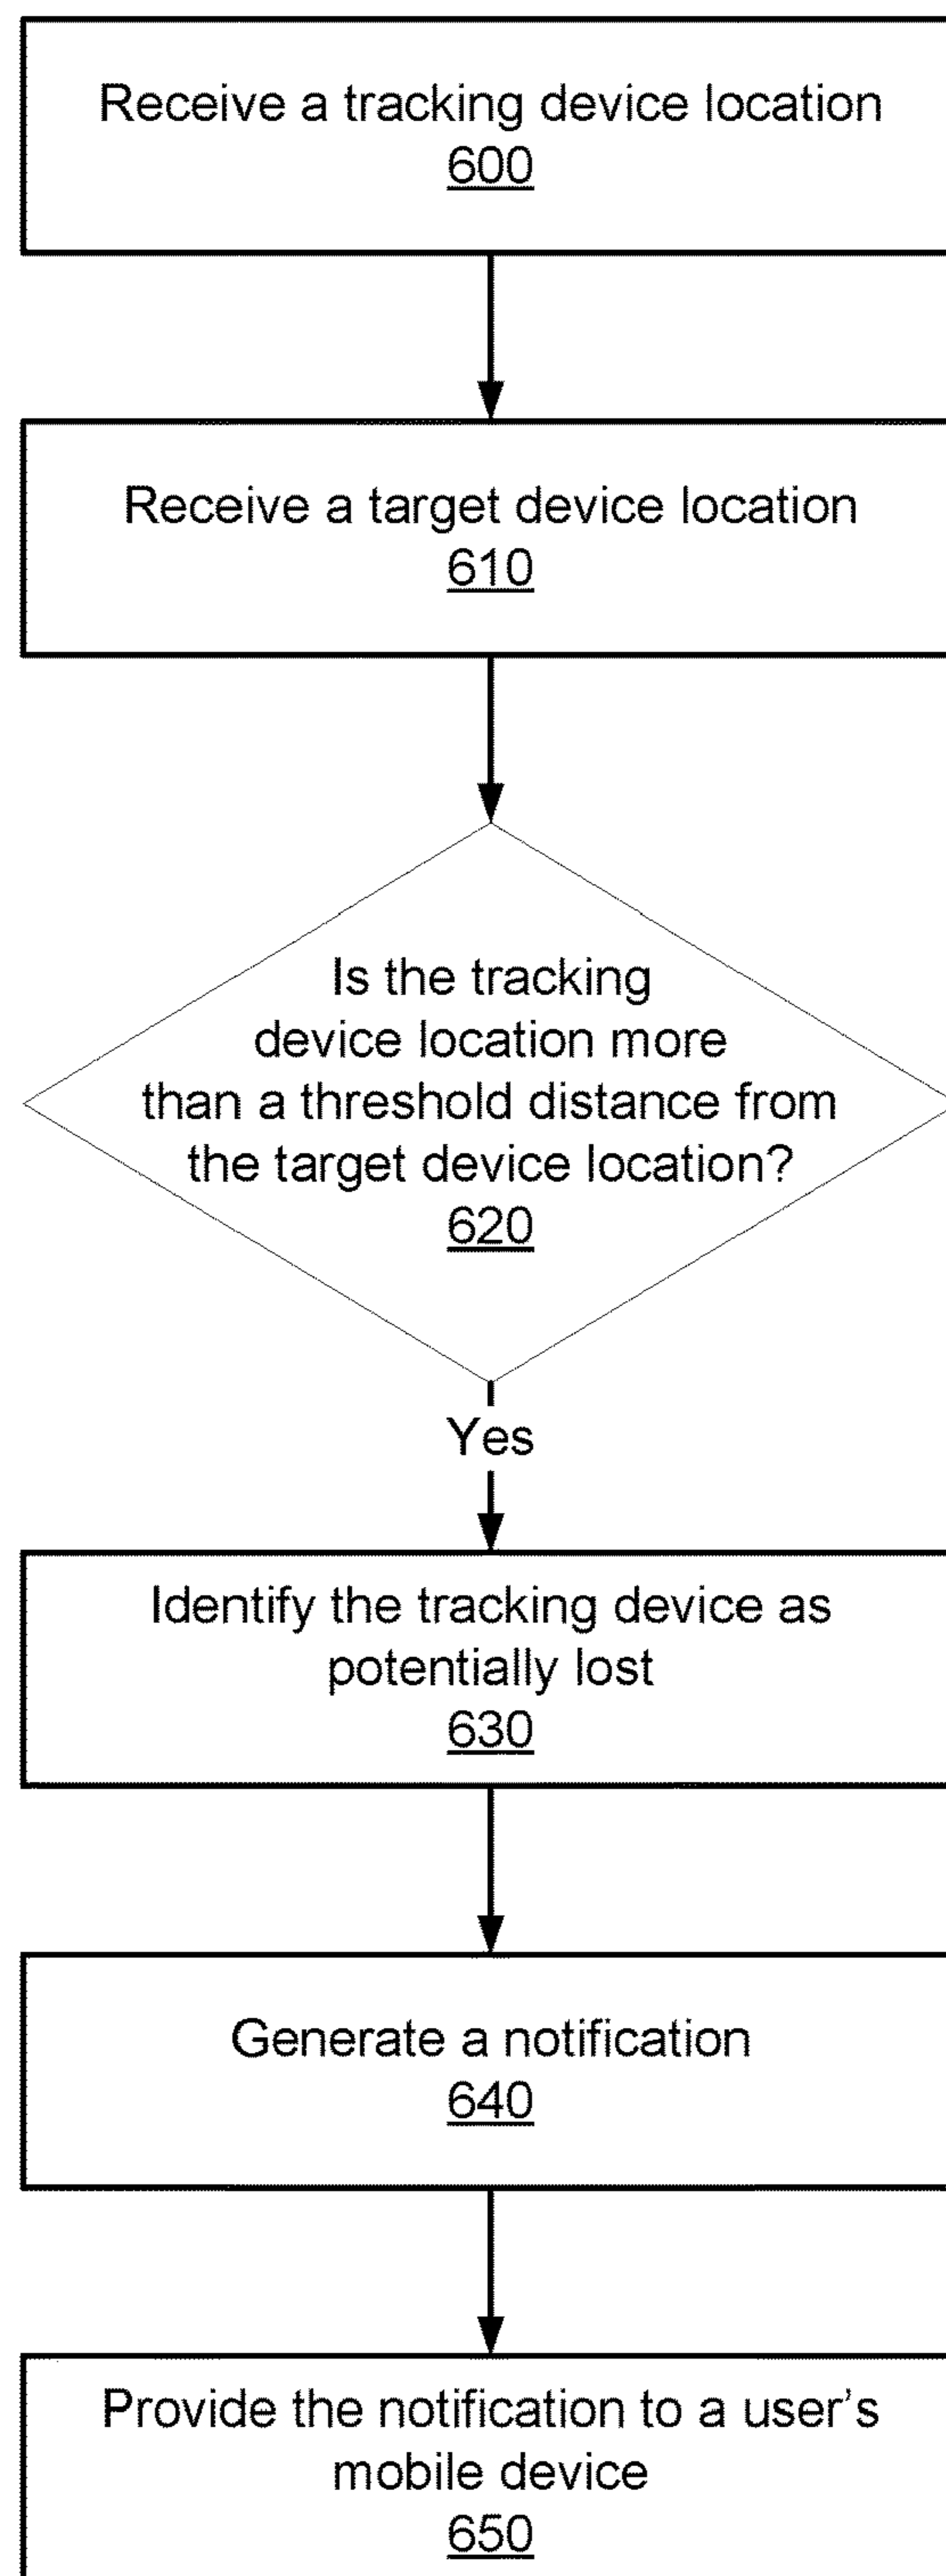 Receive a tracking device location
600
Receive a target device location
610
Is the tracking
device location more
than a threshold distance from
the target device location?
620
Yes
Identify the tracking device as
potentially lost
630
Generate a notification
640
Provide the notification to a user's
mobile device
650